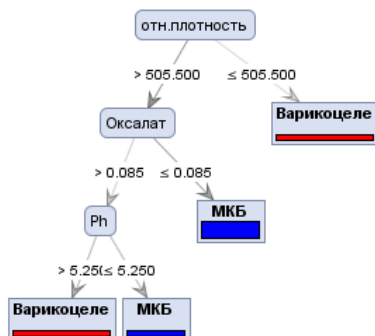 отн.плотность
> 505.500 ≤ 505.500
Оксалат
Варикоцеле
> 0.085 ≤ 0.085
Ph
МКБ
> 5.25( ≤ 5.250
Варикоцеле МКБ